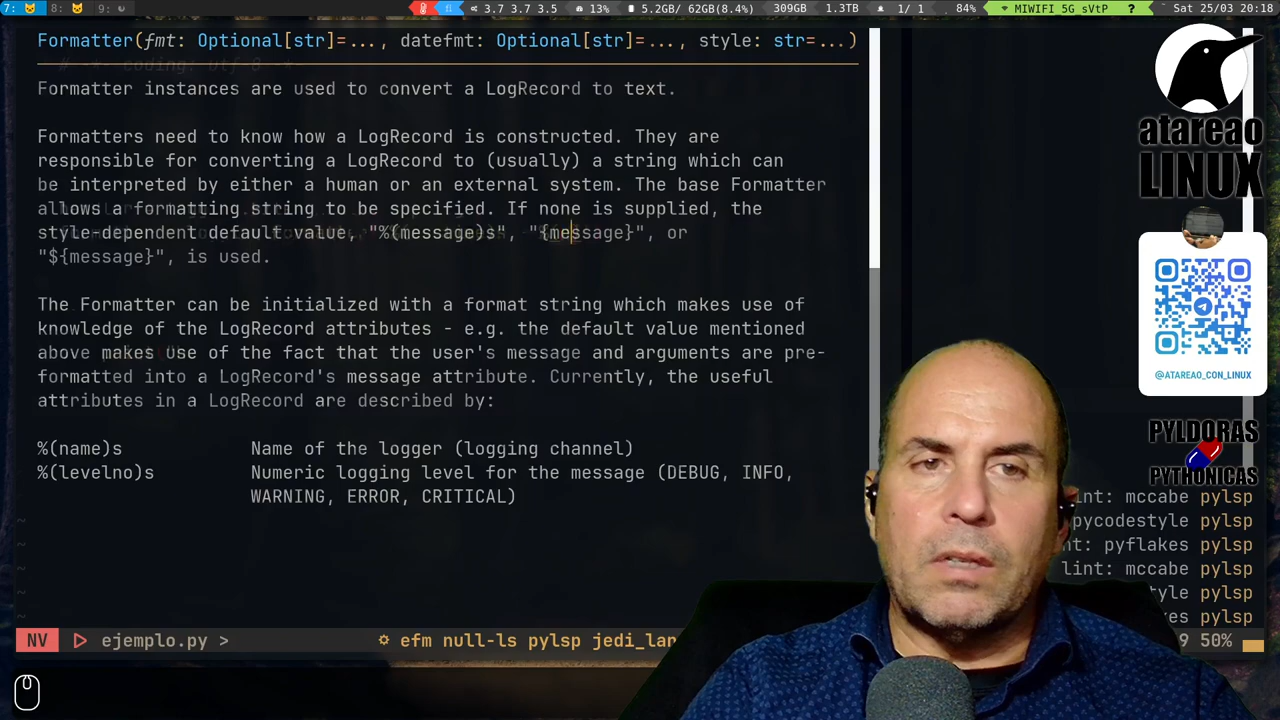 7: 8: 9:
3.7 3.7 3.5 13% 5.2GB/ 62GB(8.4%) 309GB 1.3TB 1/ 1 84% MIWIFI 5G sVtP ? Sat 25/03 20:18
Formatter(fmt: Optional[str]=..., datefmt: Optional[str]=..., style: str=...)
Formatter instances are used to convert a LogRecord to text.
Formatters need to know how a LogRecord is constructed. They are
responsible for converting a LogRecord to (usually) a string which can
be interpreted by either a human or an external system. The base Formatter
allows a formatting string to be specified. If none is supplied, the
style-dependent default value, "%(message)s", "{message}", or
"${message}", is used.
The Formatter can be initialized with a format string which makes use of
knowledge of the LogRecord attributes - e.g. the default value mentioned
above makes use of the fact that the user's message and arguments are pre-
formatted into a LogRecord's message attribute. Currently, the useful
attributes in a LogRecord are described by:
%(name)s Name of the logger (logging channel)
%(levelno)s Numeric logging level for the message (DEBUG, INFO,
WARNING, ERROR, CRITICAL)
atareao
LINUX
@ATAREAO_CON_LINUX
PYLDORAS
PYTHONICAS
lint: mccabe pylsp
pycodestyle pylsp
nt: pyflakes pylsp
lint: mccabe pylsp
tyle pylsp
es pylsp
NV ejemplo.py > efm null-ls pylsp jedi_lan 9 50%